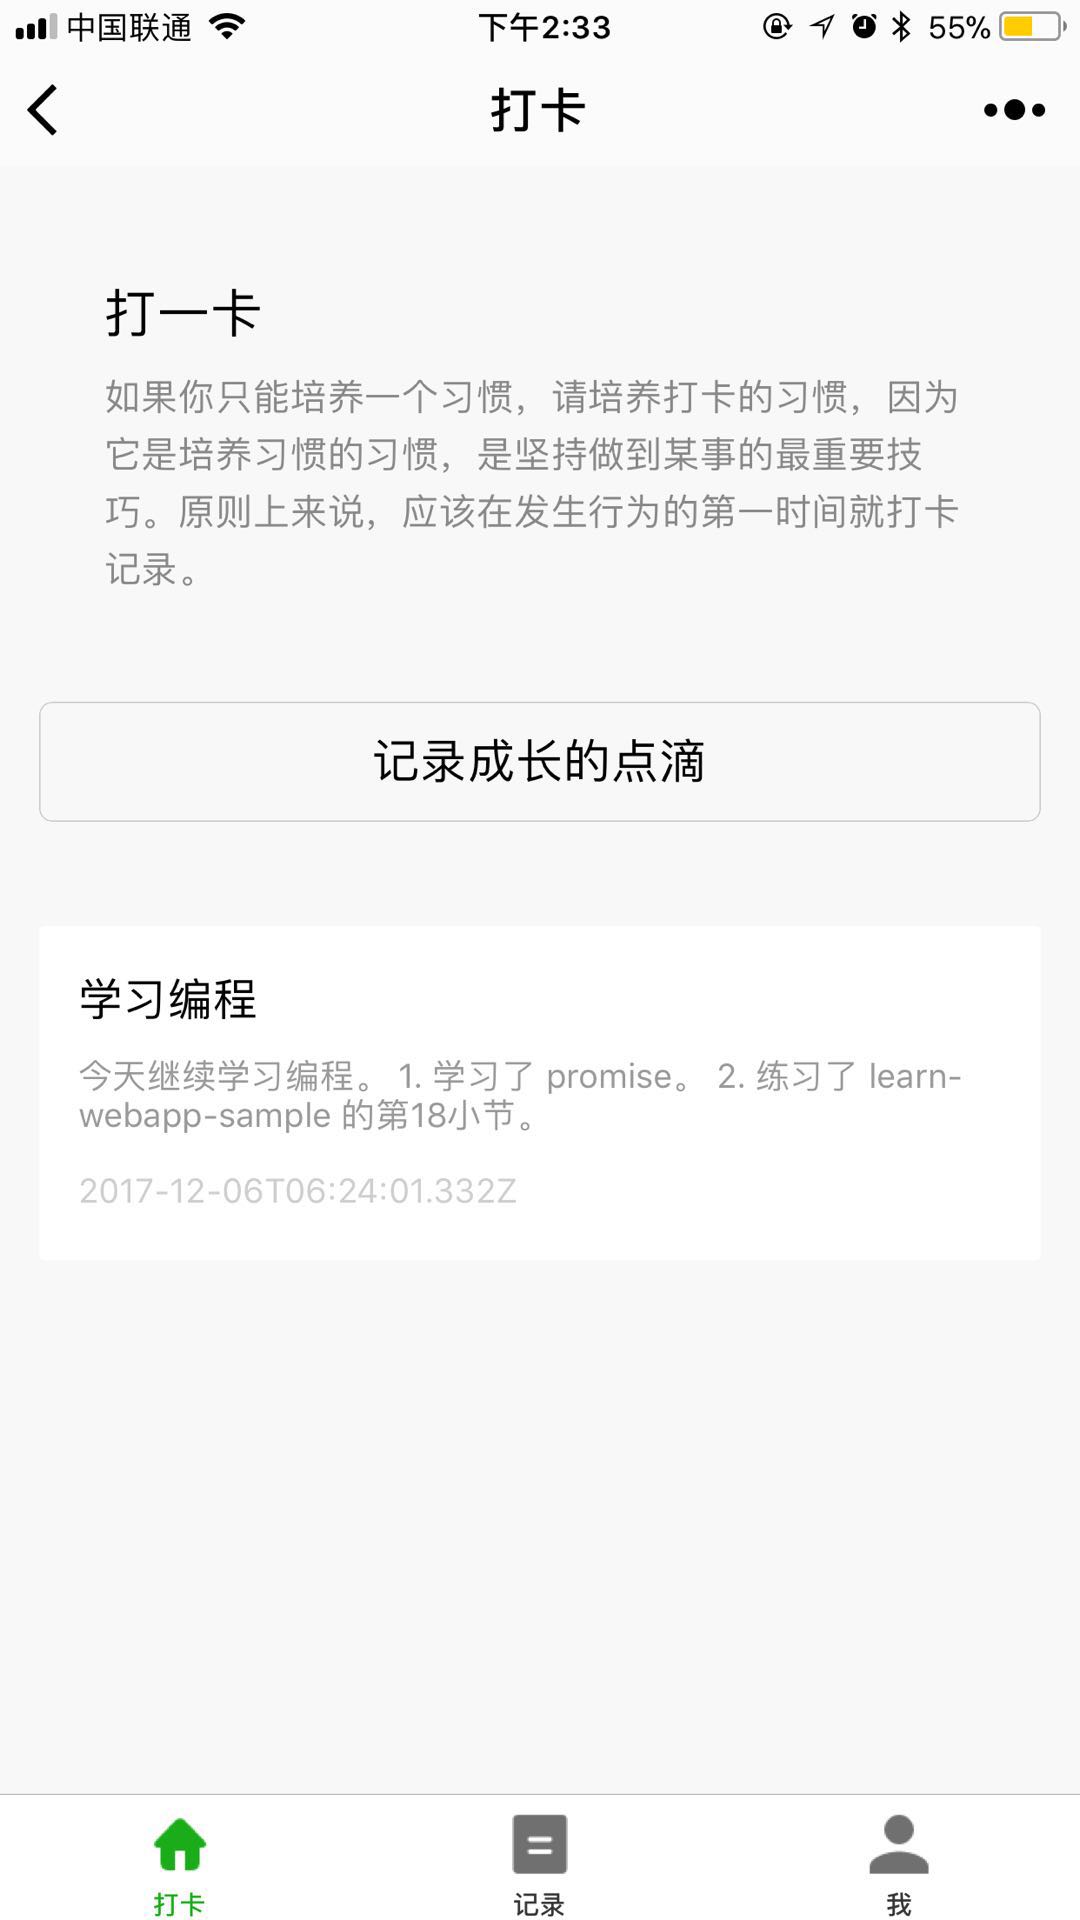 中国联通 下午2:33 55%
打卡
打一卡
如果你只能培养一个习惯，请培养打卡的习惯，因为
它是培养习惯的习惯，是坚持做到某事的最重要技
巧。原则上来说，应该在发生行为的第一时间就打卡
记录。
记录成长的点滴
学习编程
今天继续学习编程。 1. 学习了 promise。 2. 练习了 learn-
webapp-sample 的第18小节。
2017-12-06T06:24:01.332Z
打卡 记录 我